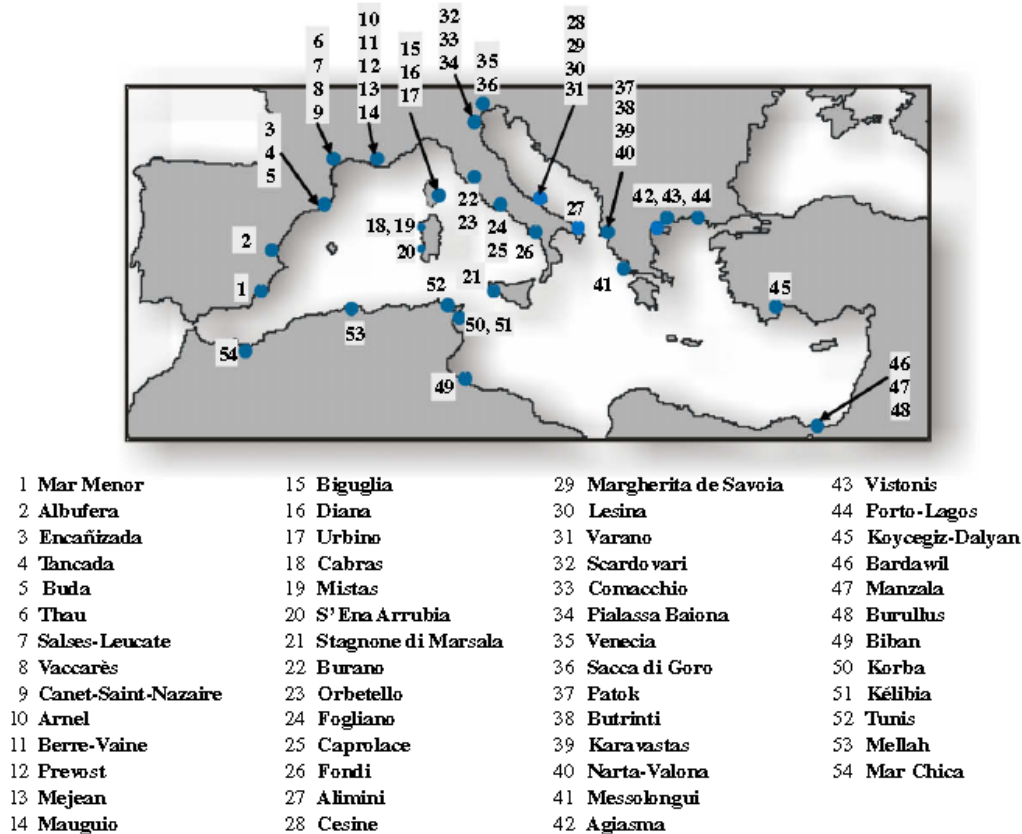 10
11
12
13
14
32
33
34
28
29
30
31
6
7
8
9
15
16
17
35
36
37
38
39
40
3
4
5
22
23
24
25
42, 43, 44
27
18, 19
20
26
2
21
41
1
52
45
50, 51
53
54
49
46
47
48
1 Mar Menor
2 Albufera
3 Encañizada
4 Tancada
5 Buda
6 Thau
7 Salses-Leucate
8 Vaccarès
9 Canet-Saint-Nazaire
10 Arnel
11 Berre-Vaine
12 Prevost
13 Mejean
14 Mauguio
15 Biguglia
16 Diana
17 Urbino
18 Cabras
19 Mistas
20 S'Ena Arrubia
21 Stagnone di Marsala
22 Burano
23 Orbetello
24 Fogliano
25 Caprolace
26 Fondi
27 Alimini
28 Cesine
29 Margherita de Savoia
30 Lesina
31 Varano
32 Scardovari
33 Comacchio
34 Pialassa Baiona
35 Venecia
36 Sacca di Goro
37 Patok
38 Butrinti
39 Karavastas
40 Narta-Valona
41 Messolongui
42 Agiasma
43 Vistonis
44 Porto-Lagos
45 Koycegiz-Dalyan
46 Bardawil
47 Manzala
48 Burullus
49 Biban
50 Korba
51 Kélibia
52 Tunis
53 Mellah
54 Mar Chica